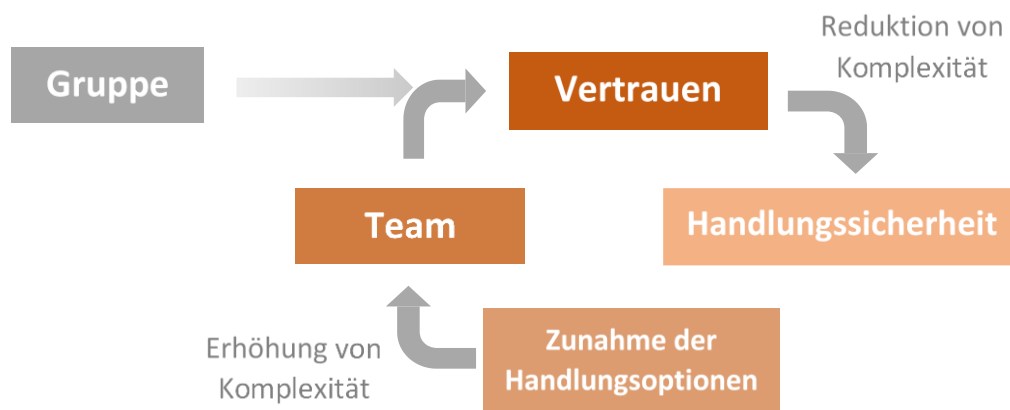 Reduktion von
Komplexität
Gruppe
Vertrauen
Team
Handlungssicherheit
Erhöhung von
Komplexität
Zunahme der
Handlungsoptionen